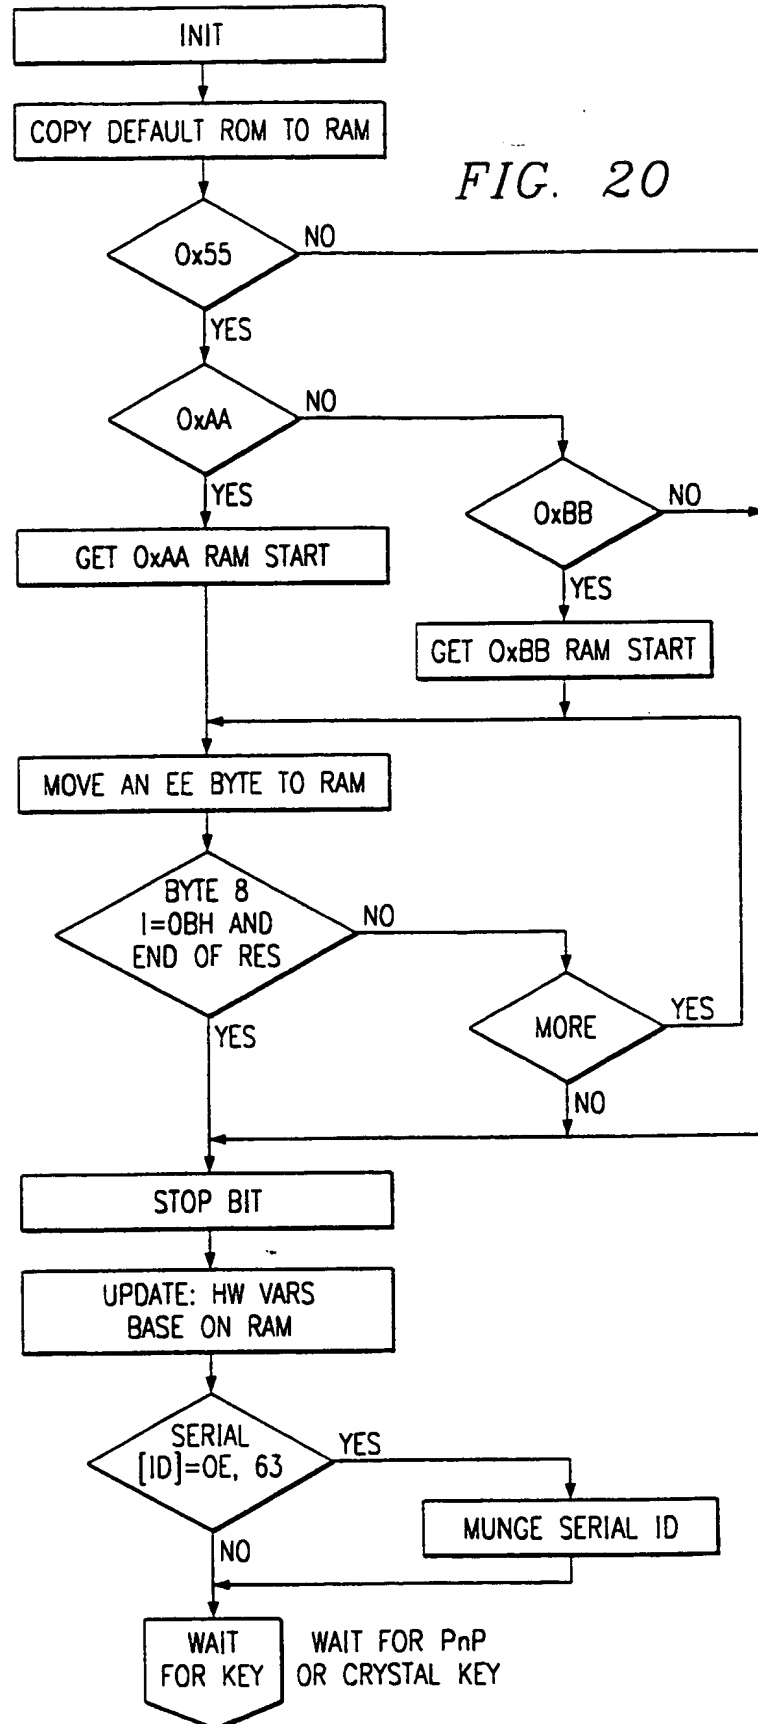 INIT
COPY DEFAULT ROM TO RAM
FIG. 20
0x55
NO
YES
0xAA
NO
YES
0xBB
NO
YES
GET 0xAA RAM START
GET 0xBB RAM START
MOVE AN EE BYTE TO RAM
BYTE 8
I=0BH AND
END OF RES
NO
YES
MORE
YES
NO
STOP BIT
UPDATE: HW VARS
BASE ON RAM
SERIAL
[ID]=0E, 63
YES
NO
MUNGE SERIAL ID
WAIT
FOR KEY
WAIT FOR PnP
OR CRYSTAL KEY